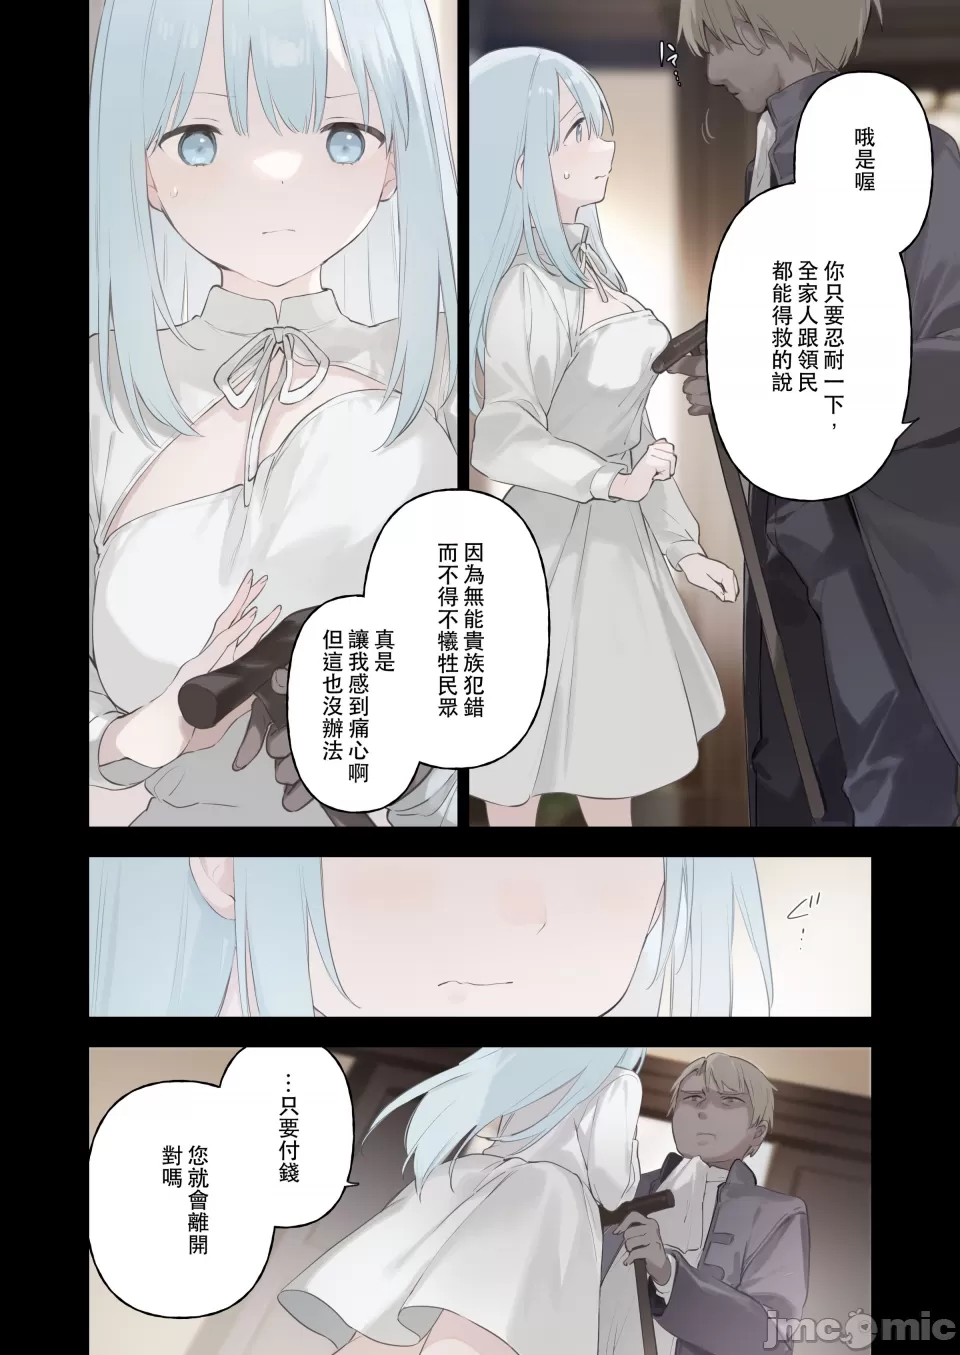 哦是喔
你只要忍耐一下，
全家人跟領民
都能得救的說
因為無能貴族犯錯
而不得不犧牲民眾
真是
讓我感到痛心啊
但這也沒辦法
…只要付錢
您就會離開
對嗎
jmcomic